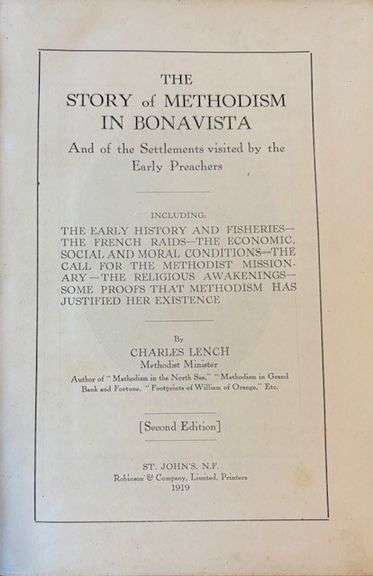 THE
STORY of METHODISM
IN BONAVISTA
And of the Settlements visited by the
Early Preachers
INCLUDING:
THE EARLY HISTORY AND FISHERIES—
THE FRENCH RAIDS—THE ECONOMIC,
SOCIAL AND MORAL CONDITIONS—THE
CALL FOR THE METHODIST MISSION-
ARY—THE RELIGIOUS AWAKENINGS—
SOME PROOFS THAT METHODISM HAS
JUSTIFIED HER EXISTENCE
By
CHARLES LENCH
Methodist Minister
Author of "Methodism in the North Sea," "Methodism in Grand
Bank and Fortune, "Footprints of William of Orange," Etc.
[Second Edition]
ST. JOHN'S, N.F.
Robinson & Company, Limited, Printers
1919